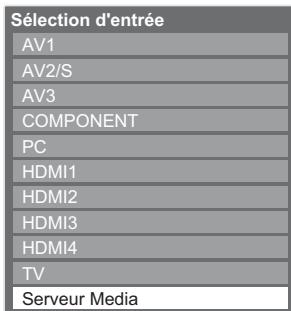 Sélection d'entrée
AV1
AV2/S
AV3
COMPONENT
PC
HDMI1
HDMI2
HDMI3
HDMI4
TV
Serveur Media